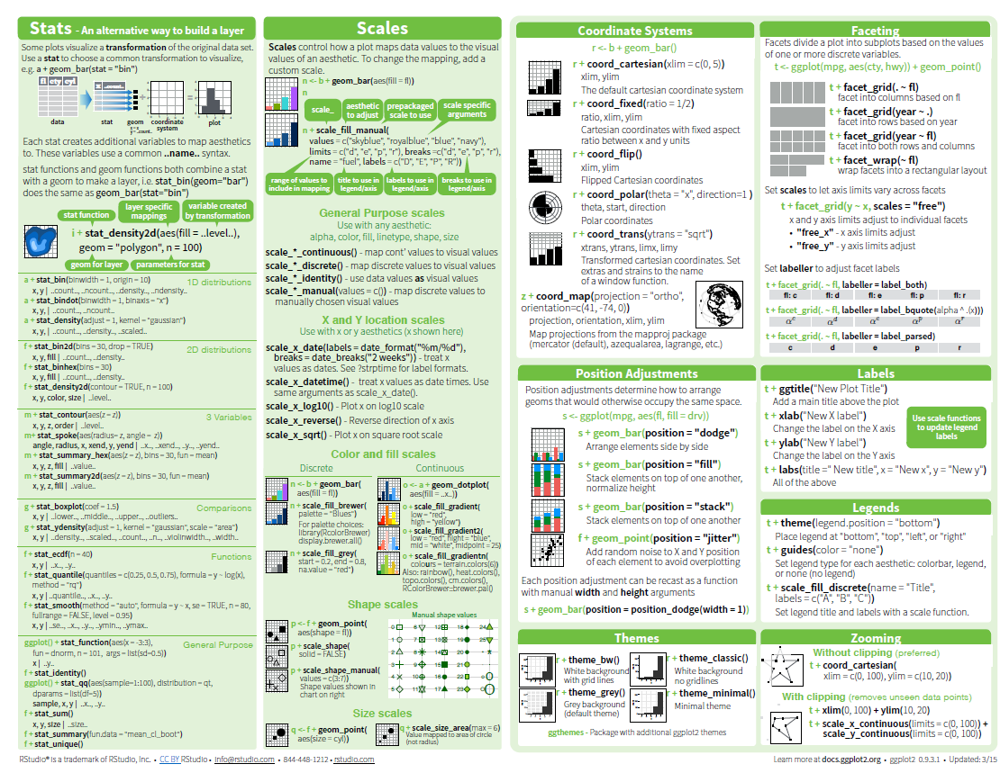 Stats - An alternative way to build a layer
Some plots visualize a transformation of the original data set.
Use a stat to choose a common transformation to visualize,
e.g. a + geom_bar(stat = "bin")
fl cty cyl
x ..count..
data
stat
geom
coordinate system
plot
Each stat creates additional variables to map aesthetics
to. These variables use a common ..name.. syntax.
stat functions and geom functions both combine a stat
with a geom to make a layer, i.e. stat_bin(geom="bar")
does the same as geom_bar(stat="bin")
stat function
layer specific mappings
variable created by transformation
i + stat_density2d(aes(fill = ..level..),
geom = "polygon", n = 100)
geom for layer
parameters for stat
a + stat_bin(binwidth = 1, origin = 10)
1D distributions
x, y | ..count.., ..ncount.., ..density.., ..ndensity..
a + stat_bindot(binwidth = 1, binaxis = "x")
x, y, | ..count.., ..ncount..
a + stat_density(adjust = 1, kernel = "gaussian")
x, y, | ..count.., ..density.., ..scaled..
f + stat_bin2d(bins = 30, drop = TRUE)
2D distributions
x, y, fill | ..count.., ..density..
f + stat_binhex(bins = 30)
x, y, fill | ..count.., ..density..
f + stat_density2d(contour = TRUE, n = 100)
x, y, color, size | ..level..
m + stat_contour(aes(z = z))
3 Variables
x, y, z, order | ..level..
m+ stat_spoke(aes(radius= z, angle = z))
angle, radius, x, xend, y, yend | ..x.., ..xend.., ..y.., ..yend..
m + stat_summary_hex(aes(z = z), bins = 30, fun = mean)
x, y, z, fill | ..value..
m + stat_summary2d(aes(z = z), bins = 30, fun = mean)
x, y, z, fill | ..value..
g + stat_boxplot(coef = 1.5)
Comparisons
x, y | ..lower.., ..middle.., ..upper.., ..outliers..
g + stat_ydensity(adjust = 1, kernel = "gaussian", scale = "area")
x, y | ..density.., ..scaled.., ..count.., ..n.., ..violinwidth.., ..width..
f + stat_ecdf(n = 40)
Functions
x, y | ..x.., ..y..
f + stat_quantile(quantiles = c(0.25, 0.5, 0.75), formula = y ~ log(x),
method = "rq")
x, y | ..quantile.., ..x.., ..y..
f + stat_smooth(method = "auto", formula = y ~ x, se = TRUE, n = 80,
fullrange = FALSE, level = 0.95)
x, y | ..se.., ..x.., ..y.., ..ymin.., ..ymax..
ggplot() + stat_function(aes(x = -3:3),
General Purpose
fun = dnorm, n = 101, args = list(sd=0.5))
x | ..y..
f + stat_identity()
ggplot() + stat_qq(aes(sample=1:100), distribution = qt,
dparams = list(df=5))
sample, x, y | ..x.., ..y..
f + stat_sum()
x, y, size | ..size..
f + stat_summary(fun.data = "mean_cl_boot")
f + stat_unique()
Scales
Scales control how a plot maps data values to the visual
values of an aesthetic. To change the mapping, add a
custom scale.
n <- b + geom_bar(aes(fill = fl))
n
scale_
aesthetic to adjust
prepackaged scale to use
scale specific arguments
n + scale_fill_manual(
values = c("skyblue", "royalblue", "blue", "navy"),
limits = c("d", "e", "p", "r"), breaks =c("d", "e", "p", "r"),
name = "fuel", labels = c("D", "E", "P", "R"))
range of values to include in mapping
title to use in legend/axis
labels to use in legend/axis
breaks to use in legend/axis
General Purpose scales
Use with any aesthetic:
alpha, color, fill, linetype, shape, size
scale_*_continuous() - map cont' values to visual values
scale_*_discrete() - map discrete values to visual values
scale_*_identity() - use data values as visual values
scale_*_manual(values = c()) - map discrete values to
manually chosen visual values
X and Y location scales
Use with x or y aesthetics (x shown here)
scale_x_date(labels = date_format("%m/%d"),
breaks = date_breaks("2 weeks")) - treat x
values as dates. See ?strptime for label formats.
scale_x_datetime() - treat x values as date times. Use
same arguments as scale_x_date().
scale_x_log10() - Plot x on log10 scale
scale_x_reverse() - Reverse direction of x axis
scale_x_sqrt() - Plot x on square root scale
Color and fill scales
Discrete
Continuous
n <- b + geom_bar(
aes(fill = fl))
n + scale_fill_brewer(
palette = "Blues")
For palette choices:
library(RcolorBrewer)
display.brewer.all()
n + scale_fill_grey(
start = 0.2, end = 0.8,
na.value = "red")
o <- a + geom_dotplot(
aes(fill = ..x..))
o + scale_fill_gradient(
low = "red",
high = "yellow")
o + scale_fill_gradient2(
low = "red", hight = "blue",
mid = "white", midpoint = 25)
o + scale_fill_gradientn(
colours = terrain.colors(6))
Also: rainbow(), heat.colors(),
topo.colors(), cm.colors(),
RColorBrewer::brewer.pal()
Shape scales
p <- f + geom_point(
aes(shape = fl))
p + scale_shape(
solid = FALSE)
p + scale_shape_manual(
values = c(3:7))
Shape values shown in
chart on right
Manual shape values
0 6 12 18 24
1 7 13 19 25
2 8 14 20
3 9 15 21
4 10 16 22
5 11 17 23
Size scales
q <- f + geom_point(
aes(size = cyl))
q + scale_size_area(max = 6)
Value mapped to area of circle
(not radius)
Coordinate Systems
r <- b + geom_bar()
r + coord_cartesian(xlim = c(0, 5))
xlim, ylim
The default cartesian coordinate system
r + coord_fixed(ratio = 1/2)
ratio, xlim, ylim
Cartesian coordinates with fixed aspect
ratio between x and y units
r + coord_flip()
xlim, ylim
Flipped Cartesian coordinates
r + coord_polar(theta = "x", direction=1 )
theta, start, direction
Polar coordinates
r + coord_trans(ytrans = "sqrt")
xtrans, ytrans, limx, limy
Transformed cartesian coordinates. Set
extras and strains to the name
of a window function.
z + coord_map(projection = "ortho",
orientation=c(41, -74, 0))
projection, orientation, xlim, ylim
Map projections from the mapproj package
(mercator (default), azequalarea, lagrange, etc.)
Position Adjustments
Position adjustments determine how to arrange
geoms that would otherwise occupy the same space.
s <- ggplot(mpg, aes(fl, fill = drv))
s + geom_bar(position = "dodge")
Arrange elements side by side
s + geom_bar(position = "fill")
Stack elements on top of one another,
normalize height
s + geom_bar(position = "stack")
Stack elements on top of one another
f + geom_point(position = "jitter")
Add random noise to X and Y position
of each element to avoid overplotting
Each position adjustment can be recast as a function
with manual width and height arguments
s + geom_bar(position = position_dodge(width = 1))
Themes
r + theme_bw()
White background
with grid lines
r + theme_grey()
Grey background
(default theme)
r + theme_classic()
White background
no gridlines
r + theme_minimal()
Minimal theme
ggthemes - Package with additional ggplot2 themes
Faceting
Facets divide a plot into subplots based on the values
of one or more discrete variables.
t <- ggplot(mpg, aes(cty, hwy)) + geom_point()
t + facet_grid(. ~ fl)
facet into columns based on fl
t + facet_grid(year ~ .)
facet into rows based on year
t + facet_grid(year ~ fl)
facet into both rows and columns
t + facet_wrap(~ fl)
wrap facets into a rectangular layout
Set scales to let axis limits vary across facets
t + facet_grid(y ~ x, scales = "free")
x and y axis limits adjust to individual facets
• "free_x" - x axis limits adjust
• "free_y" - y axis limits adjust
Set labeller to adjust facet labels
t + facet_grid(. ~ fl, labeller = label_both)
fl: c fl: d fl: e fl: p fl: r
t + facet_grid(. ~ fl, labeller = label_bquote(alpha ^ .(x)))
α^c α^d α^e α^p α^r
t + facet_grid(. ~ fl, labeller = label_parsed)
c d e p r
Labels
t + ggtitle("New Plot Title")
Add a main title above the plot
t + xlab("New X label")
Change the label on the X axis
t + ylab("New Y label")
Change the label on the Y axis
t + labs(title =" New title", x = "New x", y = "New y")
All of the above
Use scale functions
to update legend
labels
Legends
t + theme(legend.position = "bottom")
Place legend at "bottom", "top", "left", or "right"
t + guides(color = "none")
Set legend type for each aesthetic: colorbar, legend,
or none (no legend)
t + scale_fill_discrete(name = "Title",
labels = c("A", "B", "C"))
Set legend title and labels with a scale function.
Zooming
Without clipping (preferred)
t + coord_cartesian(
xlim = c(0, 100), ylim = c(10, 20))
With clipping (removes unseen data points)
t + xlim(0, 100) + ylim(10, 20)
t + scale_x_continuous(limits = c(0, 100)) +
scale_y_continuous(limits = c(0, 100))
RStudio® is a trademark of RStudio, Inc. • CC BY RStudio • info@rstudio.com • 844-448-1212 • rstudio.com
Learn more at docs.ggplot2.org • ggplot2 0.9.3.1 • Updated: 3/15